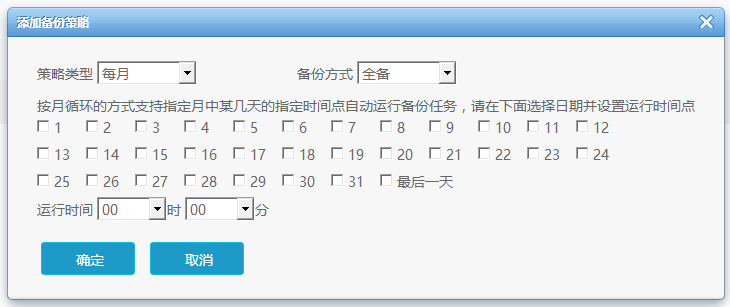 添加备份策略
策略类型 每月 备份方式 全备
按月循环的方式支持指定月中某几天的指定时间点自动运行备份任务，请在下面选择日期并设置运行时间点
1 2 3 4 5 6 7 8 9 10 11 12
13 14 15 16 17 18 19 20 21 22 23 24
25 26 27 28 29 30 31 最后一天
运行时间 00 时 00 分
确定 取消